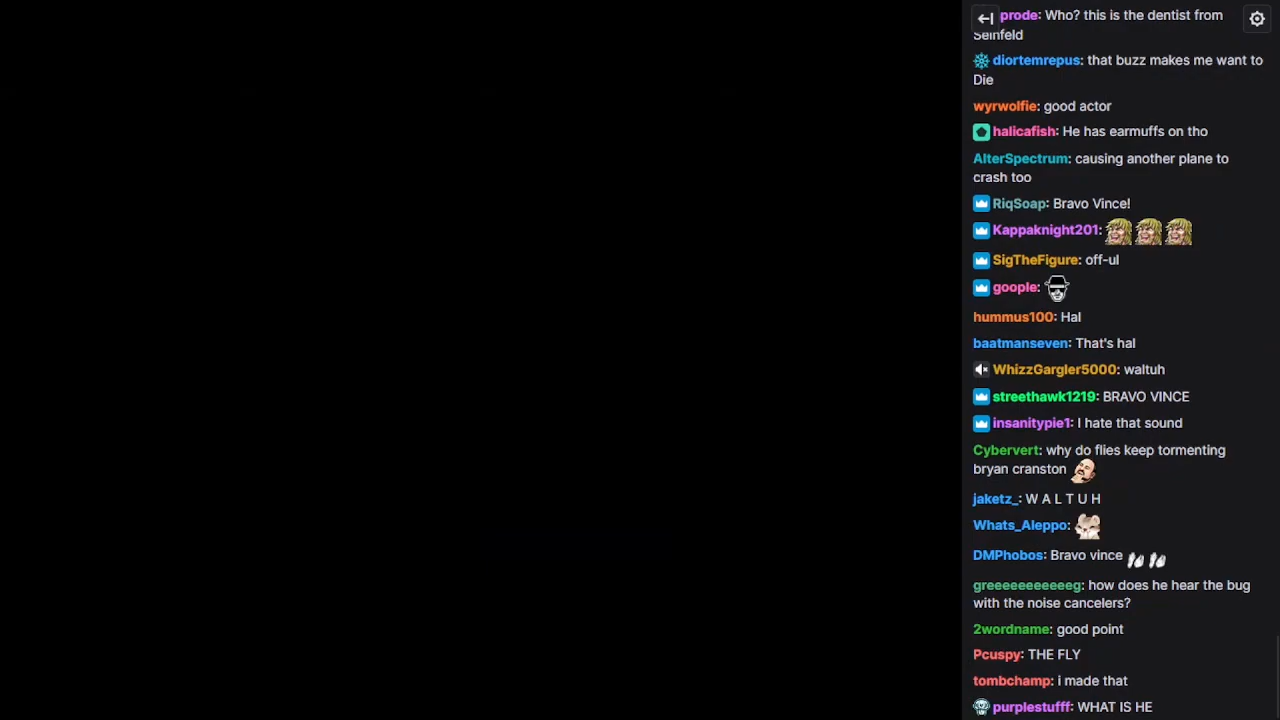 prode: Who? this is the dentist from
Seinfeld
diortemrepus: that buzz makes me want to
Die
wyrwolfie: good actor
halicafish: He has earmuffs on tho
AlterSpectrum: causing another plane to
crash too
RiqSoap: Bravo Vince!
Kappaknight201:
SigTheFigure: off-ul
goople:
hummus100: Hal
baatmanseven: That's hal
WhizzGargler5000: waltuh
streethawk1219: BRAVO VINCE
insanitypie1: I hate that sound
Cybervert: why do flies keep tormenting
bryan cranston
jaketz_: W A L T U H
Whats_Aleppo:
DMPhobos: Bravo vince
greeeeeeeeeeeg: how does he hear the bug
with the noise cancelers?
2wordname: good point
Pcuspy: THE FLY
tombchamp: i made that
purplestufff: WHAT IS HE